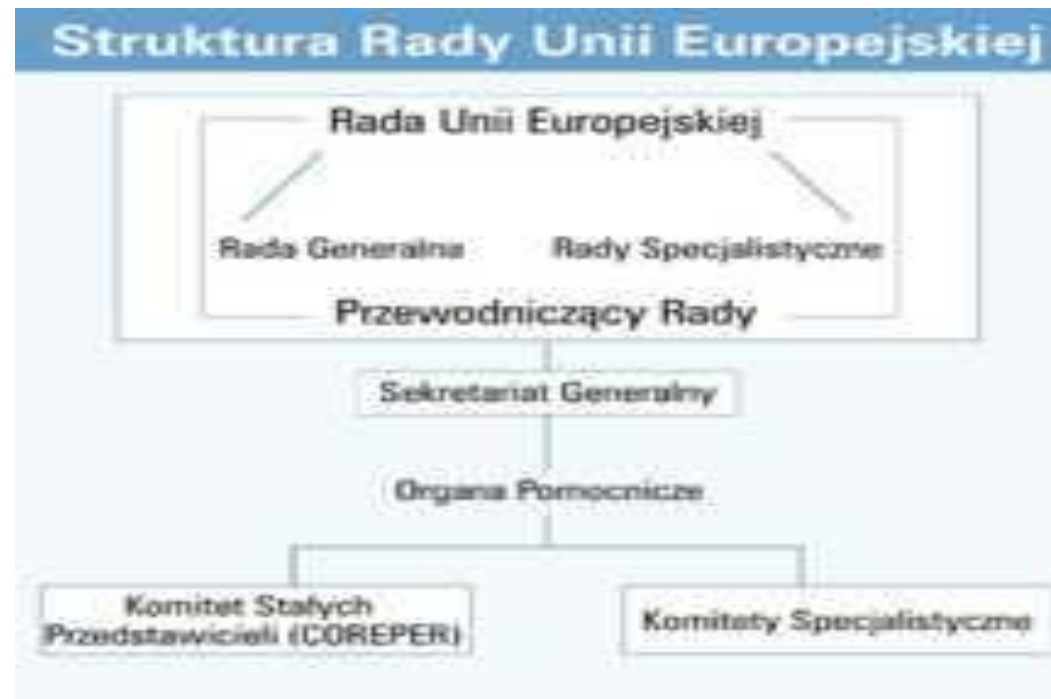 Struktura Rady Unii Europejskiej
Rada Unii Europejskiej
Rada Generalna Rady Specjalistyczne
Przewodniczący Rady
Sekretariat Generalny
Organa Pomocnicze
Komitet Stałych
Przedstawicieli (COREPER)
Komitety Specjalistyczne